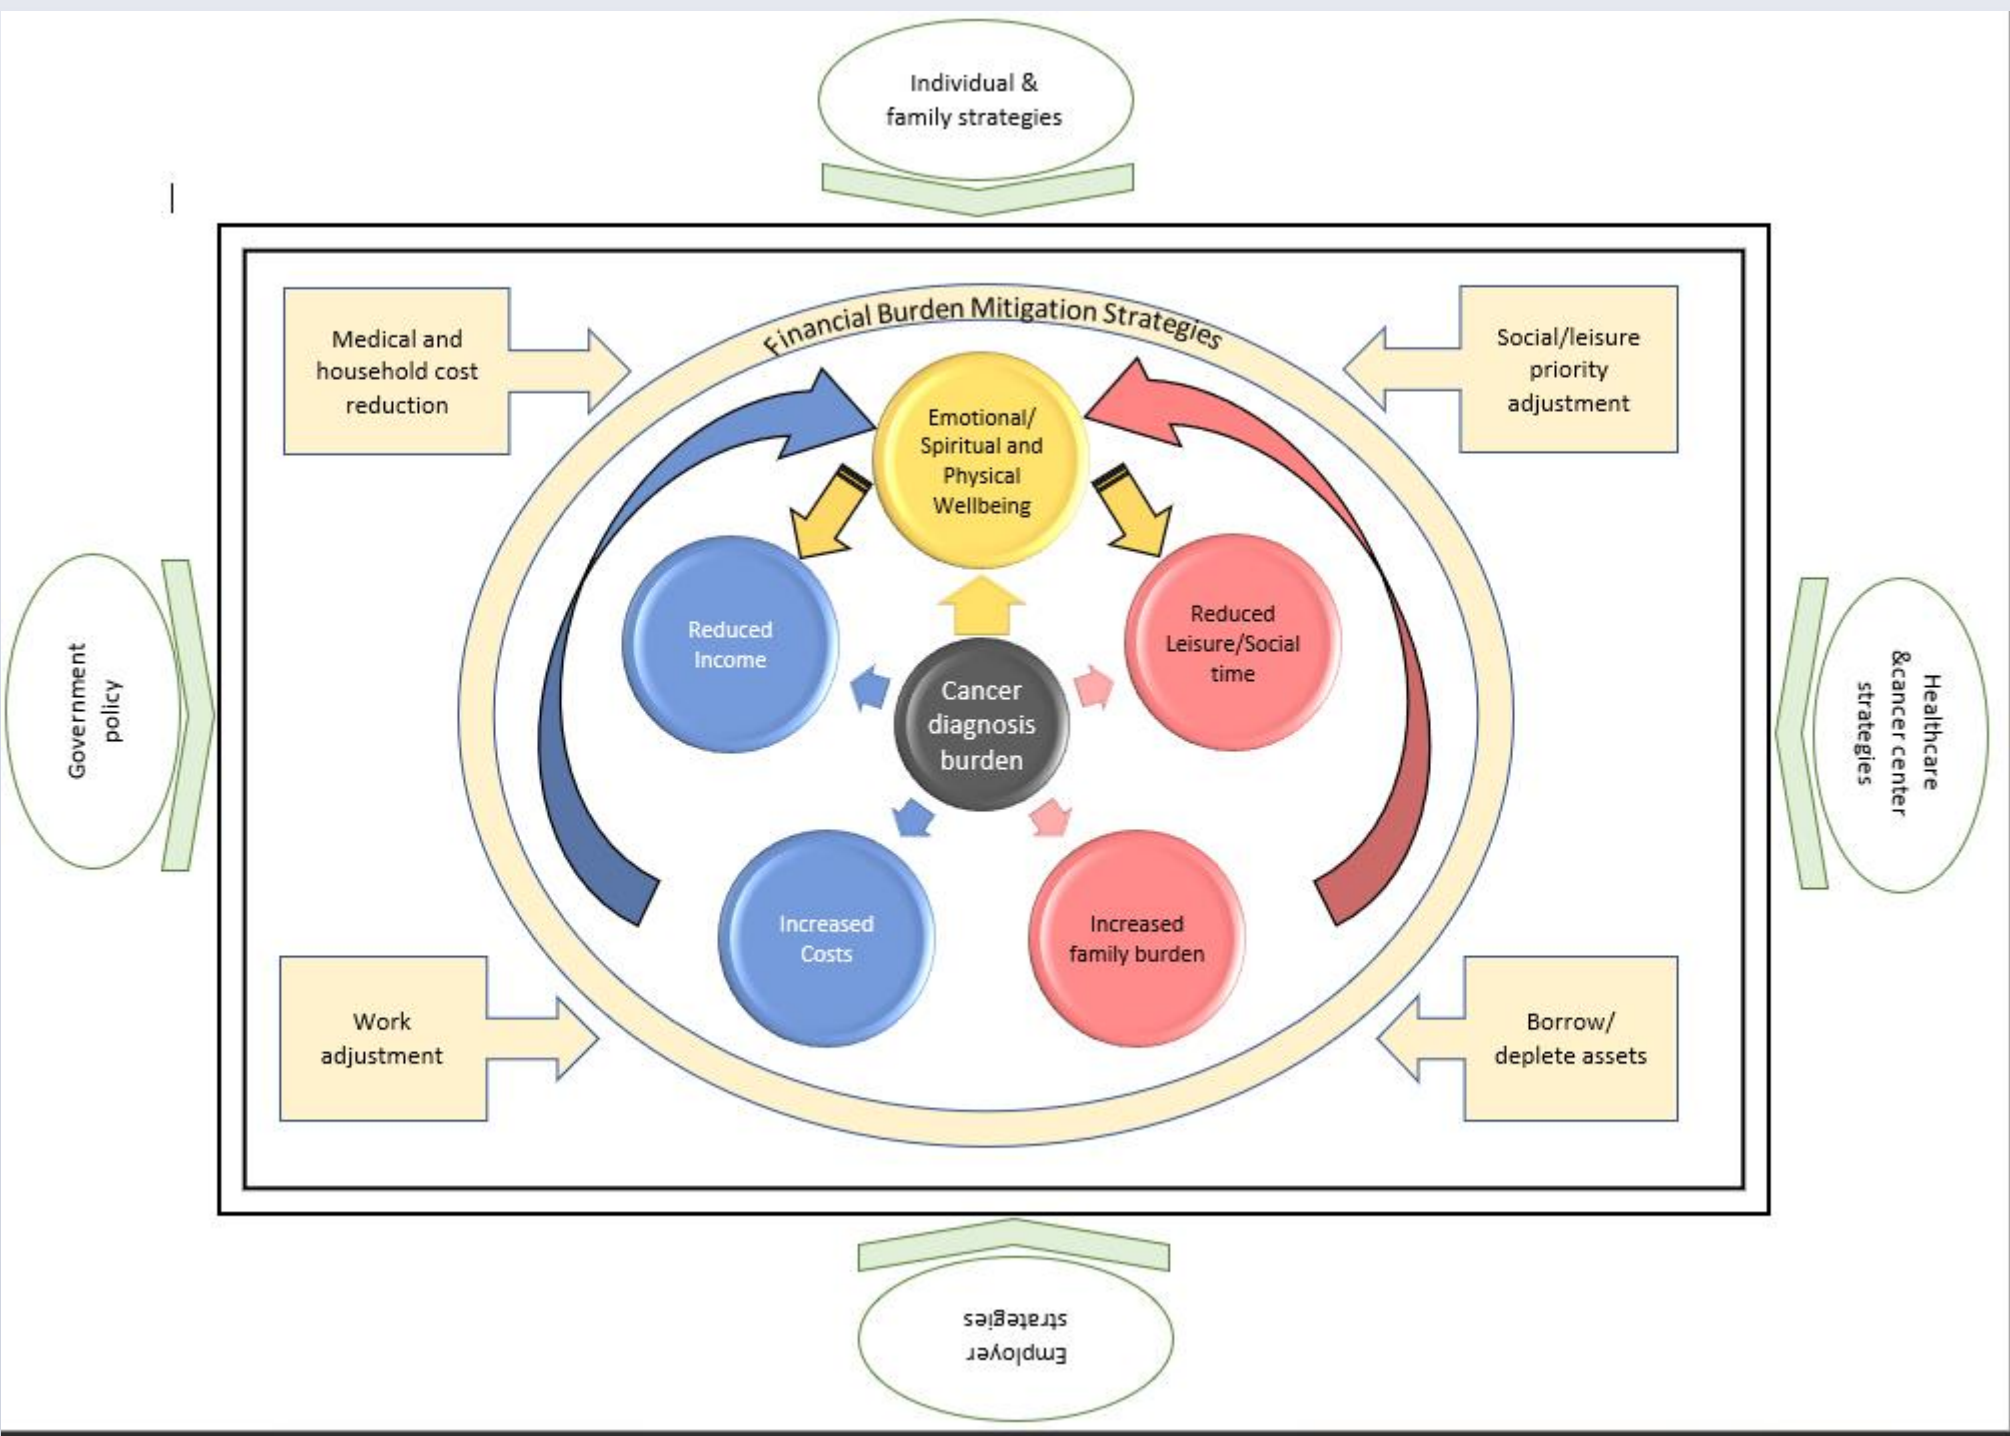 Individual &
family strategies
Financial Burden Mitigation Strategies
Medical and
household cost
reduction
Social/leisure
priority
adjustment
Emotional/
Spiritual and
Physical
Wellbeing
Reduced
Income
Reduced
Leisure/Social
time
Cancer
diagnosis
burden
Government
policy
Healthcare
&cancer center
strategies
Increased
Costs
Increased
family burden
Work
adjustment
Borrow/
deplete assets
Employer
strategies